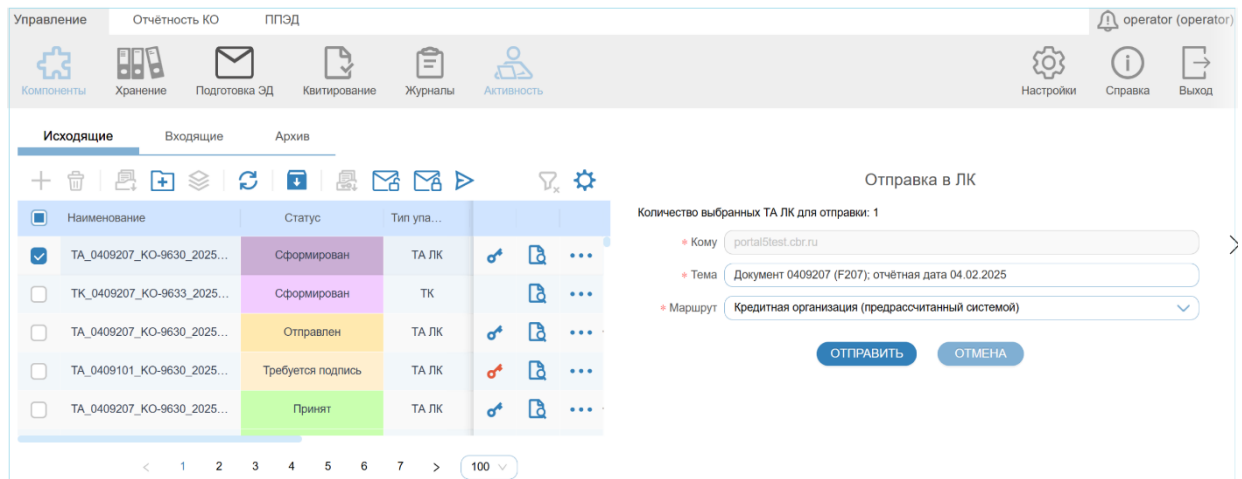 Управление Отчётность КО ППЭД operator (operator)
Компоненты Хранение Подготовка ЭД Квитирование Журналы Активность Настройки Справка Выход
Исходящие Входящие Архив
Наименование Статус Тип упа...
TA_0409207_KO-9630_2025... Сформирован ТА ЛК
TK_0409207_KO-9633_2025... Сформирован ТК
TA_0409207_KO-9630_2025... Отправлен ТА ЛК
TA_0409101_KO-9630_2025... Требуется подпись ТА ЛК
TA_0409207_KO-9630_2025... Принят ТА ЛК
< 1 2 3 4 5 6 7 > 100
Отправка в ЛК
Количество выбранных ТА ЛК для отправки: 1
* Кому portal5test.cbr.ru
* Тема Документ 0409207 (F207); отчётная дата 04.02.2025
* Маршрут Кредитная организация (предрассчитанный системой)
ОТПРАВИТЬ ОТМЕНА